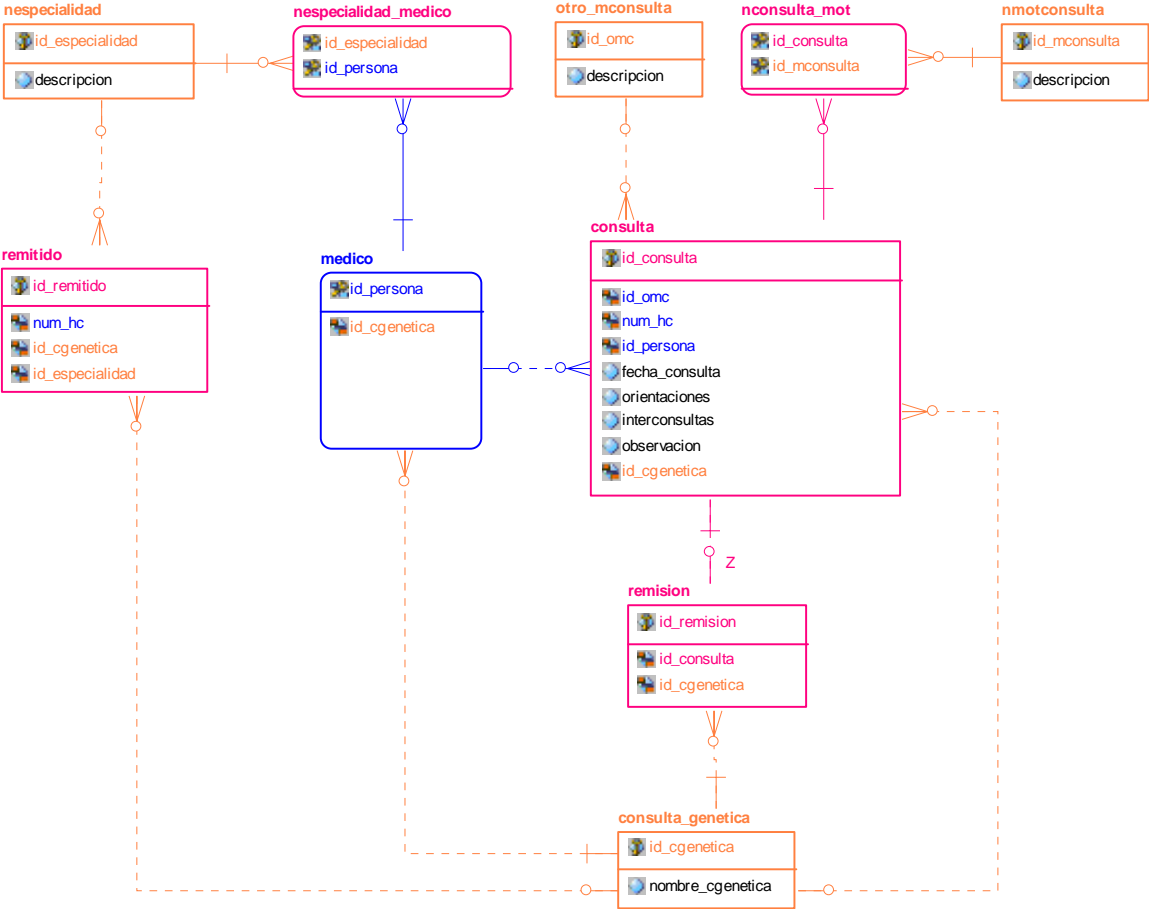 nespecialidad
id_especialidad
descripcion
nespecialidad_medico
id_especialidad
id_persona
otro_mconsulta
id_omc
descripcion
nconsulta_mot
id_consulta
id_mconsulta
nmotconsulta
id_mconsulta
descripcion
remitido
id_remitido
num_hc
id_cgenetica
id_especialidad
medico
id_persona
id_cgenetica
consulta
id_consulta
id_omc
num_hc
id_persona
fecha_consulta
orientaciones
interconsultas
observacion
id_cgenetica
Z
remision
id_remision
id_consulta
id_cgenetica
consulta_genetica
id_cgenetica
nombre_cgenetica